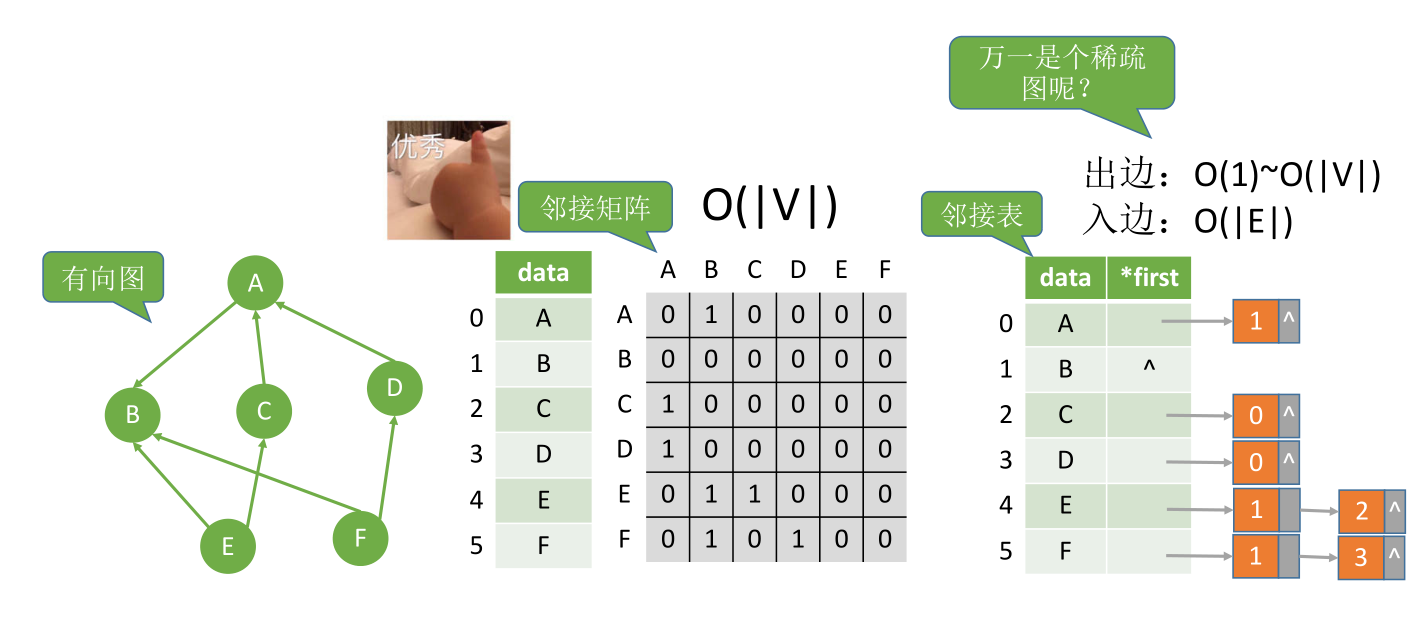 万一是个稀疏
图呢？
优秀
出边：O(1)~O(|V|)
入边：O(|E|)
邻接矩阵
O(|V|)
邻接表
有向图
A
B
C
D
E
F
data
0 A
1 B
2 C
3 D
4 E
5 F
A B C D E F
A 0 1 0 0 0 0
B 0 0 0 0 0 0
C 1 0 0 0 0 0
D 1 0 0 0 0 0
E 0 1 1 0 0 0
F 0 1 0 1 0 0
data *first
0 A 1 ^
1 B ^
2 C 0 ^
3 D 0 ^
4 E 1 2 ^
5 F 1 3 ^